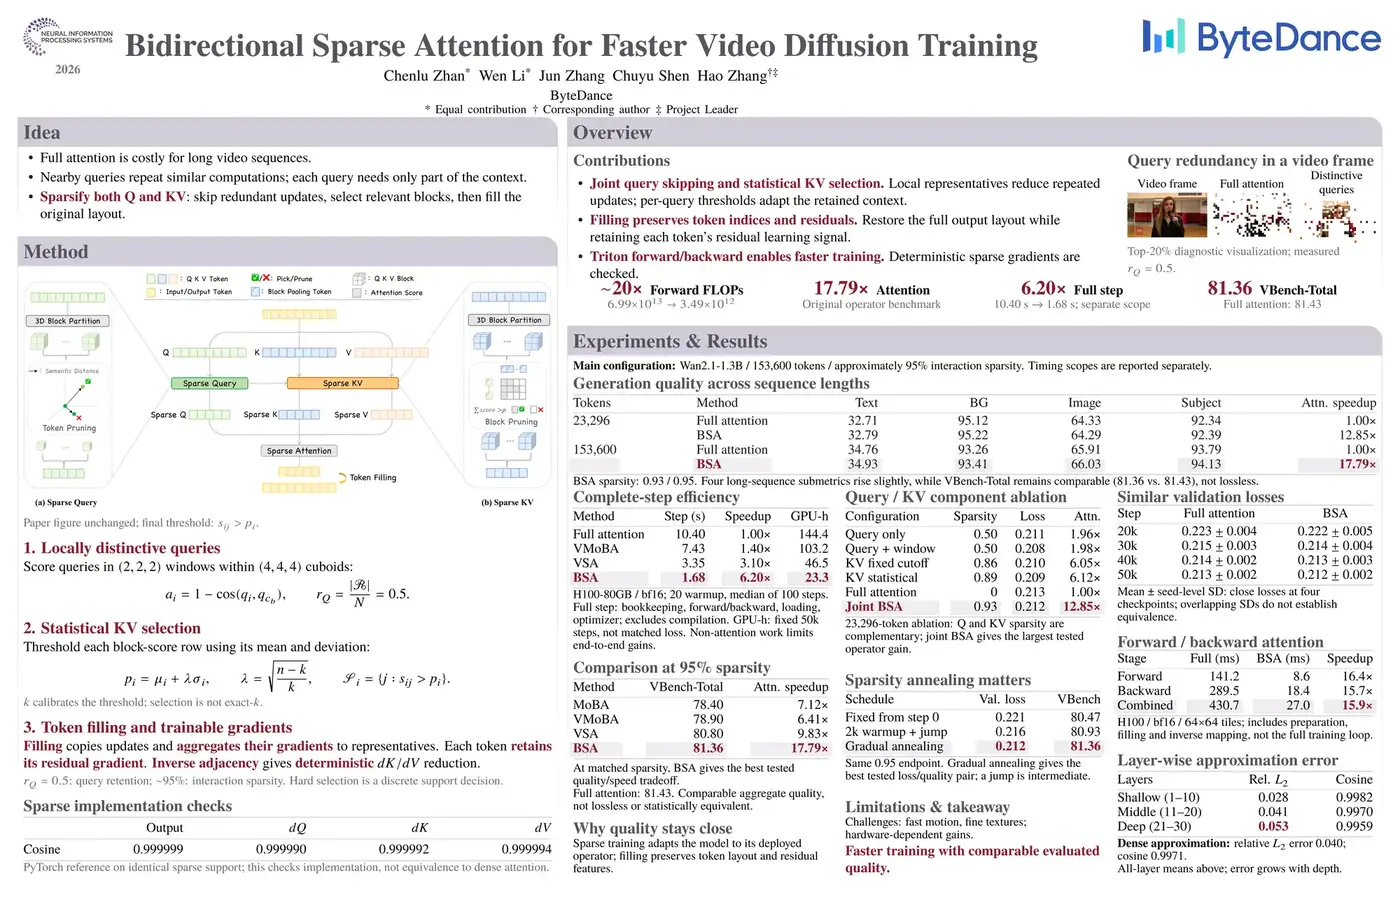 NEURAL INFORMATION
PROCESSING SYSTEMS
2026
Bidirectional Sparse Attention for Faster Video Diffusion Training
Chenlu Zhan* Wen Li* Jun Zhang Chuyu Shen Hao Zhang†‡
ByteDance
* Equal contribution † Corresponding author ‡ Project Leader
ByteDance
Idea
• Full attention is costly for long video sequences.
• Nearby queries repeat similar computations; each query needs only part of the context.
• Sparsify both Q and KV: skip redundant updates, select relevant blocks, then fill the
original layout.
Method
: Q K V Token
: Pick/Prune
: Q K V Block
: Input/Output Token
: Block Pooling Token
: Attention Score
3D Block Partition
...
: Semantic Distance
Token Pruning
...
(a) Sparse Query
Q
K
V
Sparse Query
Sparse KV
Sparse Q
Sparse K
Sparse V
Sparse Attention
Token Filling
3D Block Partition
...
∑score >p
Block Pruning
...
(b) Sparse KV
Paper figure unchanged; final threshold: sᵢⱼ > pᵢ.
1. Locally distinctive queries
Score queries in (2, 2, 2) windows within (4, 4, 4) cuboids:
aᵢ = 1 − cos(qᵢ, q_{c_b}), r_Q = |ℛ|/N = 0.5.
2. Statistical KV selection
Threshold each block-score row using its mean and deviation:
pᵢ = μᵢ + λσᵢ, λ = √((n − k)/k), 𝒮ᵢ = {j : sᵢⱼ > pᵢ}.
k calibrates the threshold; selection is not exact-k.
3. Token filling and trainable gradients
Filling copies updates and aggregates their gradients to representatives. Each token retains
its residual gradient. Inverse adjacency gives deterministic dK/dV reduction.
r_Q = 0.5: query retention; ~95%: interaction sparsity. Hard selection is a discrete support decision.
Sparse implementation checks
Output dQ dK dV
Cosine 0.999999 0.999990 0.999992 0.999994
PyTorch reference on identical sparse support; this checks implementation, not equivalence to dense attention.
Overview
Contributions
• Joint query skipping and statistical KV selection. Local representatives reduce repeated
updates; per-query thresholds adapt the retained context.
• Filling preserves token indices and residuals. Restore the full output layout while
retaining each token's residual learning signal.
• Triton forward/backward enables faster training. Deterministic sparse gradients are
checked.
Query redundancy in a video frame
Video frame
Full attention
Distinctive
queries
Top-20% diagnostic visualization; measured
r_Q = 0.5.
~20× Forward FLOPs
6.99×10¹³ → 3.49×10¹²
17.79× Attention
Original operator benchmark
6.20× Full step
10.40 s → 1.68 s; separate scope
81.36 VBench-Total
Full attention: 81.43
Experiments & Results
Main configuration: Wan2.1-1.3B / 153,600 tokens / approximately 95% interaction sparsity. Timing scopes are reported separately.
Generation quality across sequence lengths
Tokens Method Text BG Image Subject Attn. speedup
23,296 Full attention 32.71 95.12 64.33 92.34 1.00×
BSA 32.79 95.22 64.29 92.39 12.85×
153,600 Full attention 34.76 93.26 65.91 93.79 1.00×
BSA 34.93 93.41 66.03 94.13 17.79×
BSA sparsity: 0.93 / 0.95. Four long-sequence submetrics rise slightly, while VBench-Total remains comparable (81.36 vs. 81.43), not lossless.
Complete-step efficiency
Method Step (s) Speedup GPU-h
Full attention 10.40 1.00× 144.4
VMoBA 7.43 1.40× 103.2
VSA 3.35 3.10× 46.5
BSA 1.68 6.20× 23.3
H100-80GB / bf16; 20 warmup, median of 100 steps.
Full step: bookkeeping, forward/backward, loading,
optimizer; excludes compilation. GPU-h: fixed 50k
steps, not matched loss. Non-attention work limits
end-to-end gains.
Comparison at 95% sparsity
Method VBench-Total Attn. speedup
MoBA 78.40 7.12×
VMoBA 78.90 6.41×
VSA 80.80 9.83×
BSA 81.36 17.79×
At matched sparsity, BSA gives the best tested
quality/speed tradeoff.
Full attention: 81.43. Comparable aggregate quality,
not lossless or statistically equivalent.
Why quality stays close
Sparse training adapts the model to its deployed
operator; filling preserves token layout and residual
features.
Query / KV component ablation
Configuration Sparsity Loss Attn.
Query only 0.50 0.211 1.96×
Query + window 0.50 0.208 1.98×
KV fixed cutoff 0.86 0.210 6.05×
KV statistical 0.89 0.209 6.12×
Full attention 0 0.213 1.00×
Joint BSA 0.93 0.212 12.85×
23,296-token ablation: Q and KV sparsity are
complementary; joint BSA gives the largest tested
operator gain.
Sparsity annealing matters
Schedule Val. loss VBench
Fixed from step 0 0.221 80.47
2k warmup + jump 0.216 80.93
Gradual annealing 0.212 81.36
Same 0.95 endpoint. Gradual annealing gives the
best tested loss/quality pair; a jump is intermediate.
Limitations & takeaway
Challenges: fast motion, fine textures;
hardware-dependent gains.
Faster training with comparable evaluated
quality.
Similar validation losses
Step Full attention BSA
20k 0.223 ± 0.004 0.222 ± 0.005
30k 0.215 ± 0.003 0.214 ± 0.004
40k 0.214 ± 0.002 0.213 ± 0.002
50k 0.213 ± 0.002 0.212 ± 0.002
Mean ± seed-level SD: close losses at four
checkpoints; overlapping SDs do not establish
equivalence.
Forward / backward attention
Stage Full (ms) BSA (ms) Speedup
Forward 141.2 8.6 16.4×
Backward 289.5 18.4 15.7×
Combined 430.7 27.0 15.9×
H100 / bf16 / 64×64 tiles; includes preparation,
filling and inverse mapping, not the full training loop.
Layer-wise approximation error
Layers Rel. L₂ Cosine
Shallow (1–10) 0.028 0.9982
Middle (11–20) 0.041 0.9970
Deep (21–30) 0.053 0.9959
Dense approximation: relative L₂ error 0.040;
cosine 0.9971.
All-layer means above; error grows with depth.